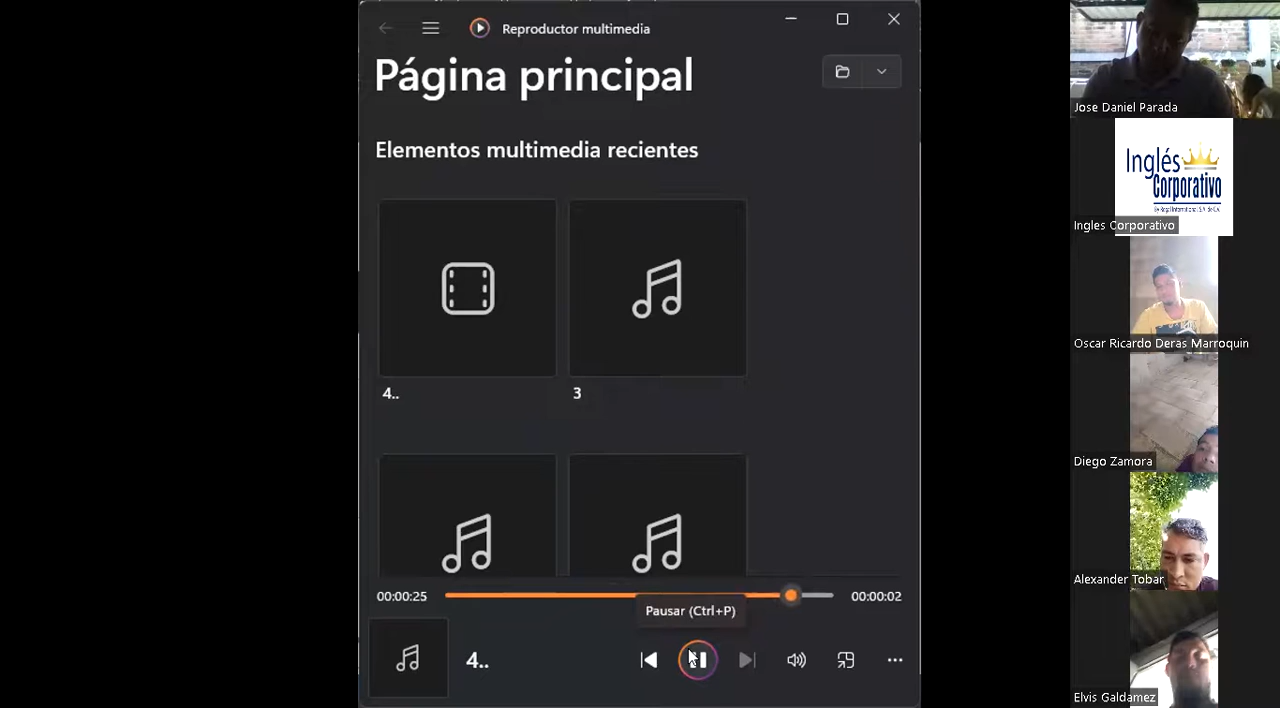 Reproductor multimedia
Página principal
Elementos multimedia recientes
4..
3
00:00:25
00:00:02
Pausar (Ctrl+P)
4..
Jose Daniel Parada
Inglés
Corporativo
Ingles Corporativo
Oscar Ricardo Deras Marroquin
Diego Zamora
Alexander Tobar
Elvis Galdamez